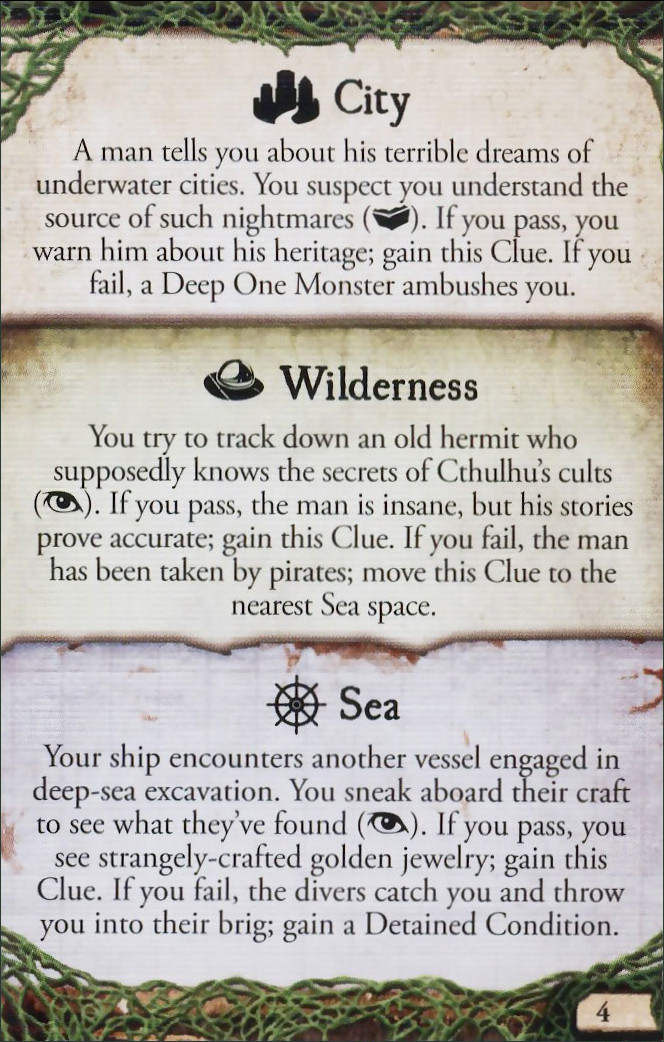 City
A man tells you about his terrible dreams of
underwater cities. You suspect you understand the
source of such nightmares (). If you pass, you
warn him about his heritage; gain this Clue. If you
fail, a Deep One Monster ambushes you.
Wilderness
You try to track down an old hermit who
supposedly knows the secrets of Cthulhu's cults
(). If you pass, the man is insane, but his stories
prove accurate; gain this Clue. If you fail, the man
has been taken by pirates; move this Clue to the
nearest Sea space.
Sea
Your ship encounters another vessel engaged in
deep-sea excavation. You sneak aboard their craft
to see what they've found (). If you pass, you
see strangely-crafted golden jewelry; gain this
Clue. If you fail, the divers catch you and throw
you into their brig; gain a Detained Condition.
4